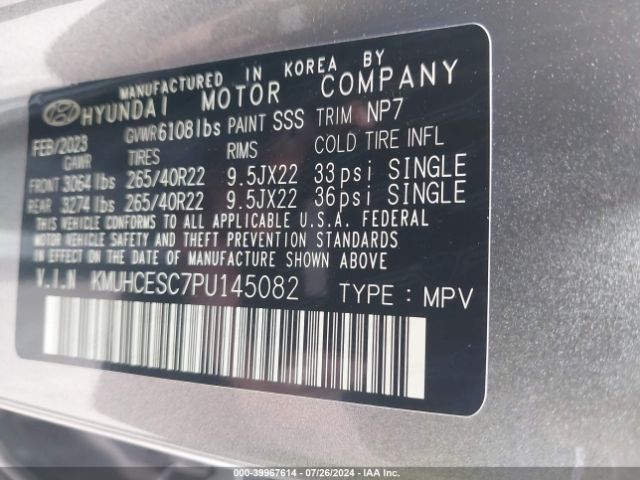 MANUFACTURED IN KOREA BY
HYUNDAI MOTOR COMPANY
FEB/2023 GVWR 6108lbs PAINT SSS TRIM NP7
GAWR TIRES RIMS COLD TIRE INFL
FRONT 3064 lbs 265/40R22 9.5JX22 33psi SINGLE
REAR 3274 lbs 265/40R22 9.5JX22 36psi SINGLE
THIS VEHICLE CONFORMS TO ALL APPLICABLE U.S.A. FEDERAL
MOTOR VEHICLE SAFETY AND THEFT PREVENTION STANDARDS
IN EFFECT ON THE DATE OF MANUFACTURE SHOWN ABOVE.
V.I.N KMUHCESC7PU145082 TYPE: MPV
000-39967614 - 07/26/2024 - IAA Inc.